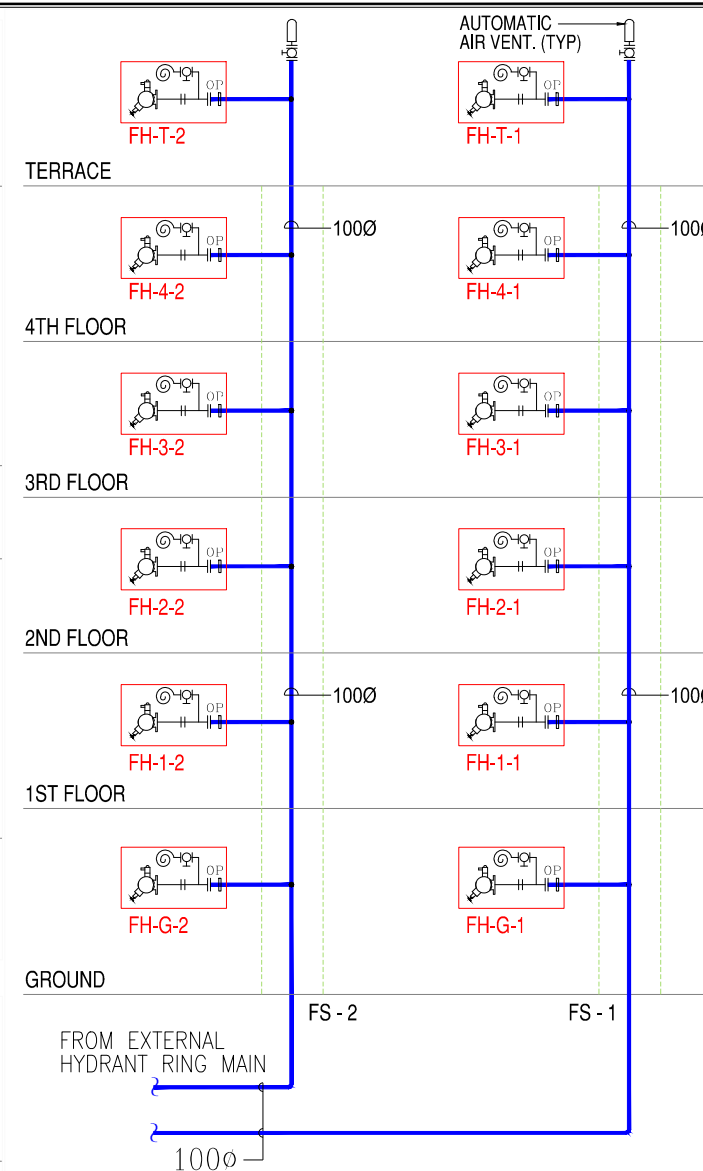 AUTOMATIC
AIR VENT. (TYP)
OP
FH-T-2
OP
FH-T-1
TERRACE
100Ø
100Ø
OP
FH-4-2
OP
FH-4-1
4TH FLOOR
OP
FH-3-2
OP
FH-3-1
3RD FLOOR
OP
FH-2-2
OP
FH-2-1
2ND FLOOR
100Ø
100Ø
OP
FH-1-2
OP
FH-1-1
1ST FLOOR
OP
FH-G-2
OP
FH-G-1
GROUND
FS - 2
FS - 1
FROM EXTERNAL
HYDRANT RING MAIN
100ø